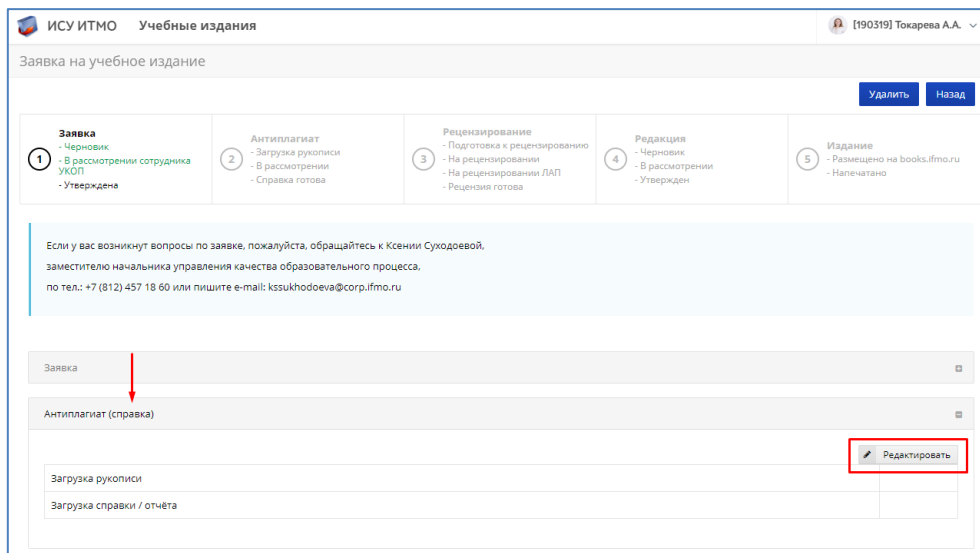 ИСУ ИТМО Учебные издания [190319] Токарева А.А.
Заявка на учебное издание
Удалить Назад
1
Заявка
- Черновик
- В рассмотрении сотрудника
УКОП
- Утверждена
2
Антиплагиат
- Загрузка рукописи
- В рассмотрении
- Справка готова
3
Рецензирование
- Подготовка к рецензированию
- На рецензировании
- На рецензировании ЛАП
- Рецензия готова
4
Редакция
- Черновик
- В рассмотрении
- Утвержден
5
Издание
- Размещено на books.ifmo.ru
- Напечатано
Если у вас возникнут вопросы по заявке, пожалуйста, обращайтесь к Ксении Суходоевой,
заместителю начальника управления качества образовательного процесса,
по тел.: +7 (812) 457 18 60 или пишите e-mail: kssukhodoeva@corp.ifmo.ru
Заявка
Антиплагиат (справка)
Редактировать
Загрузка рукописи
Загрузка справки / отчёта